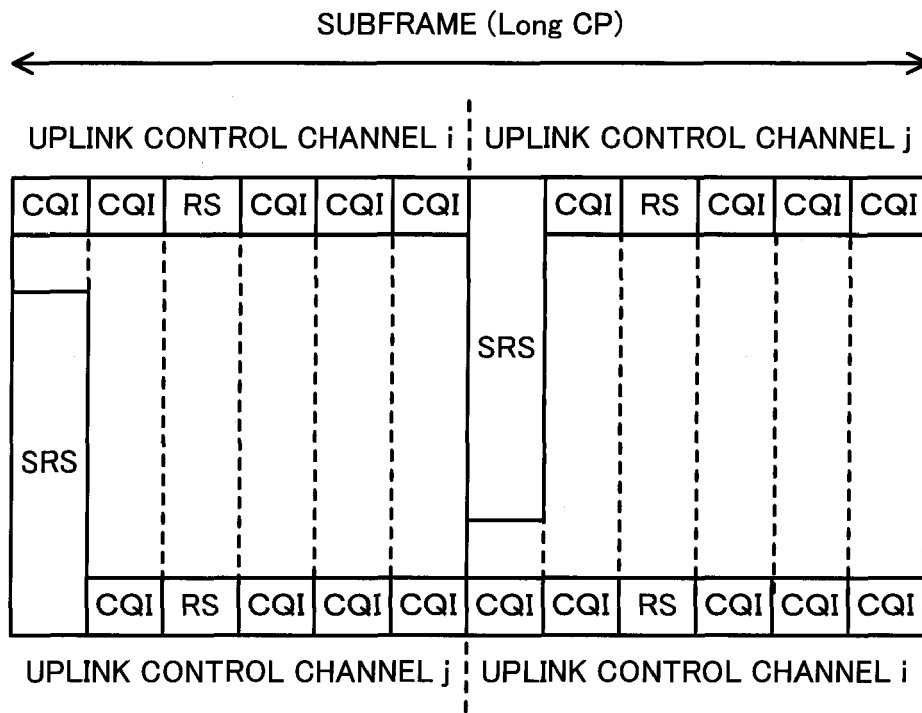 SUBFRAME (Long CP)
UPLINK CONTROL CHANNEL i UPLINK CONTROL CHANNEL j
CQI CQI RS CQI CQI CQI CQI RS CQI CQI CQI
SRS
SRS
CQI RS CQI CQI CQI CQI CQI RS CQI CQI CQI
UPLINK CONTROL CHANNEL j UPLINK CONTROL CHANNEL i